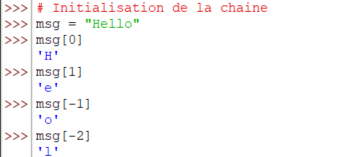 >>> # Initialisation de la chaine
>>> msg = "Hello"
>>> msg[0]
'H'
>>> msg[1]
'e'
>>> msg[-1]
'o'
>>> msg[-2]
'l'